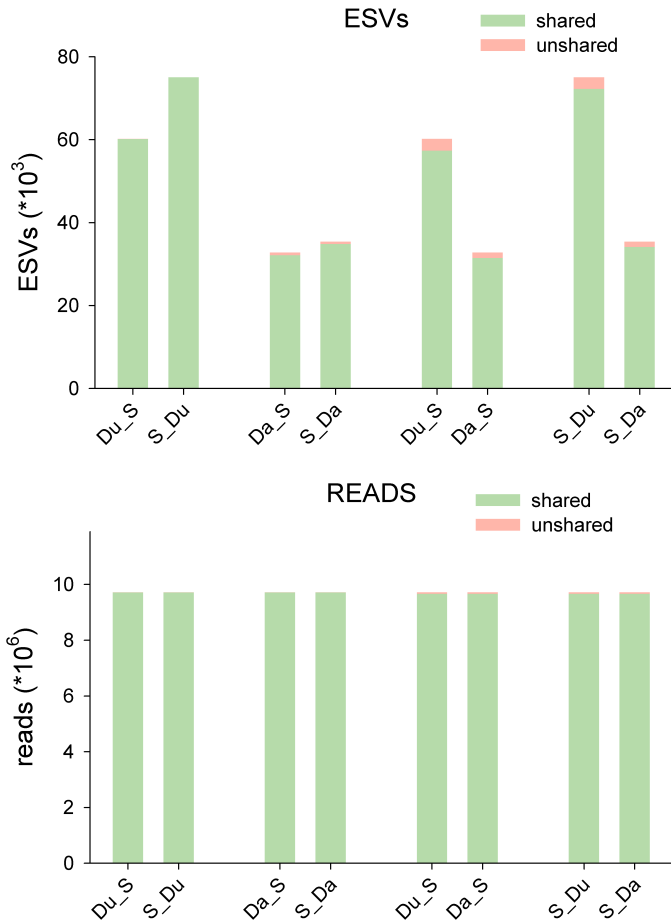 ESVs
shared
unshared
ESVs (*10³)
80
60
40
20
0
Du_S
S_Du
Da_S
S_Da
Du_S
Da_S
S_Du
S_Da
READS
shared
unshared
reads (*10⁶)
10
8
6
4
2
0
Du_S
S_Du
Da_S
S_Da
Du_S
Da_S
S_Du
S_Da